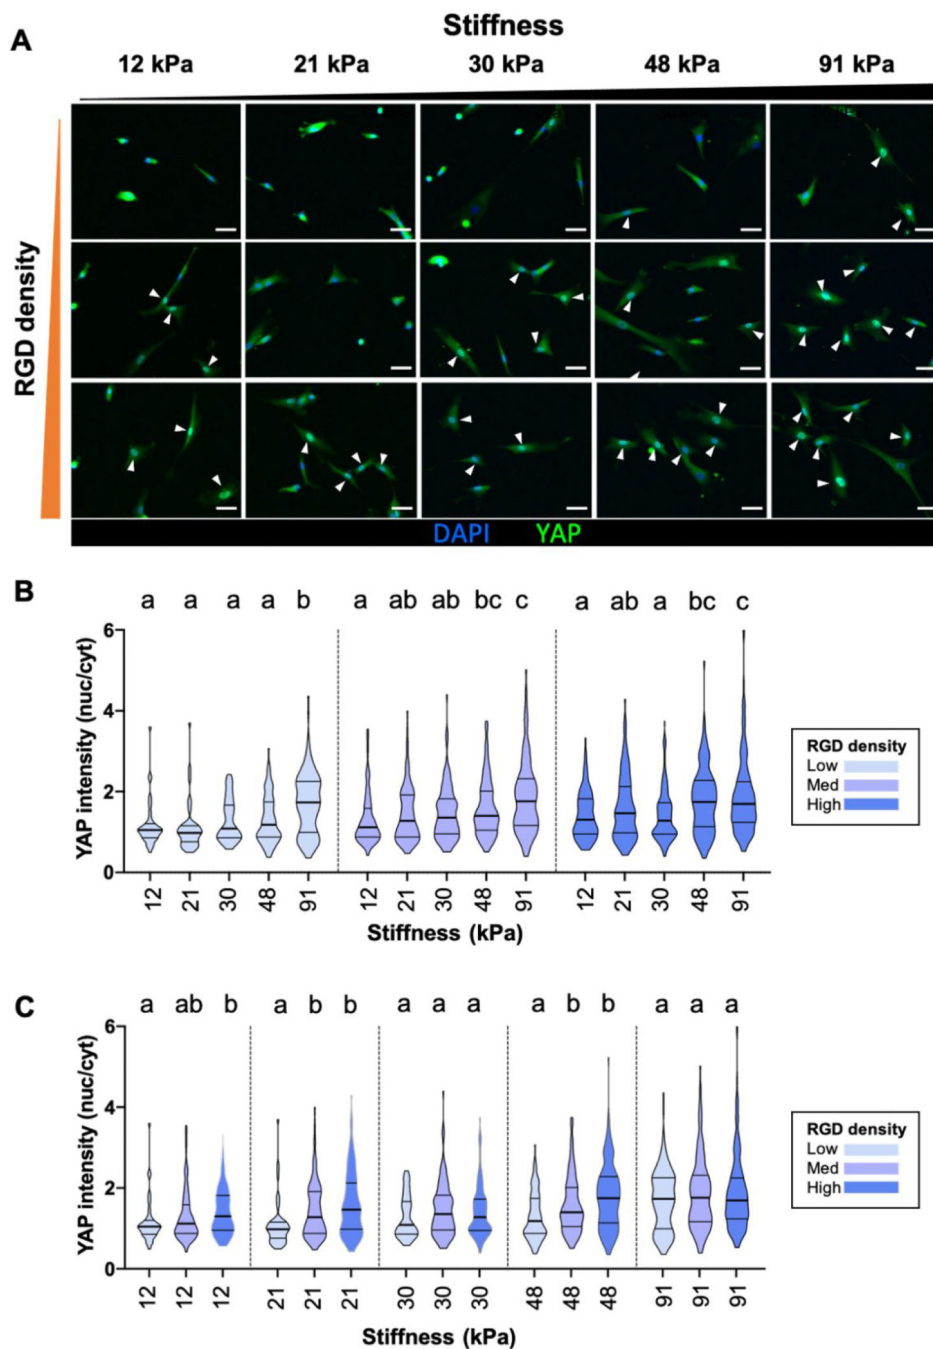 A
Stiffness
12 kPa 21 kPa 30 kPa 48 kPa 91 kPa
RGD density
DAPI YAP
B
a a a a b a ab ab bc c a ab a bc c
YAP intensity (nuc/cyt)
6
4
2
0
12 21 30 48 91 12 21 30 48 91 12 21 30 48 91
Stiffness (kPa)
RGD density
Low
Med
High
C
a ab b a b b a a a a b b a a a
YAP intensity (nuc/cyt)
6
4
2
0
12 12 12 21 21 21 30 30 30 48 48 48 91 91 91
Stiffness (kPa)
RGD density
Low
Med
High